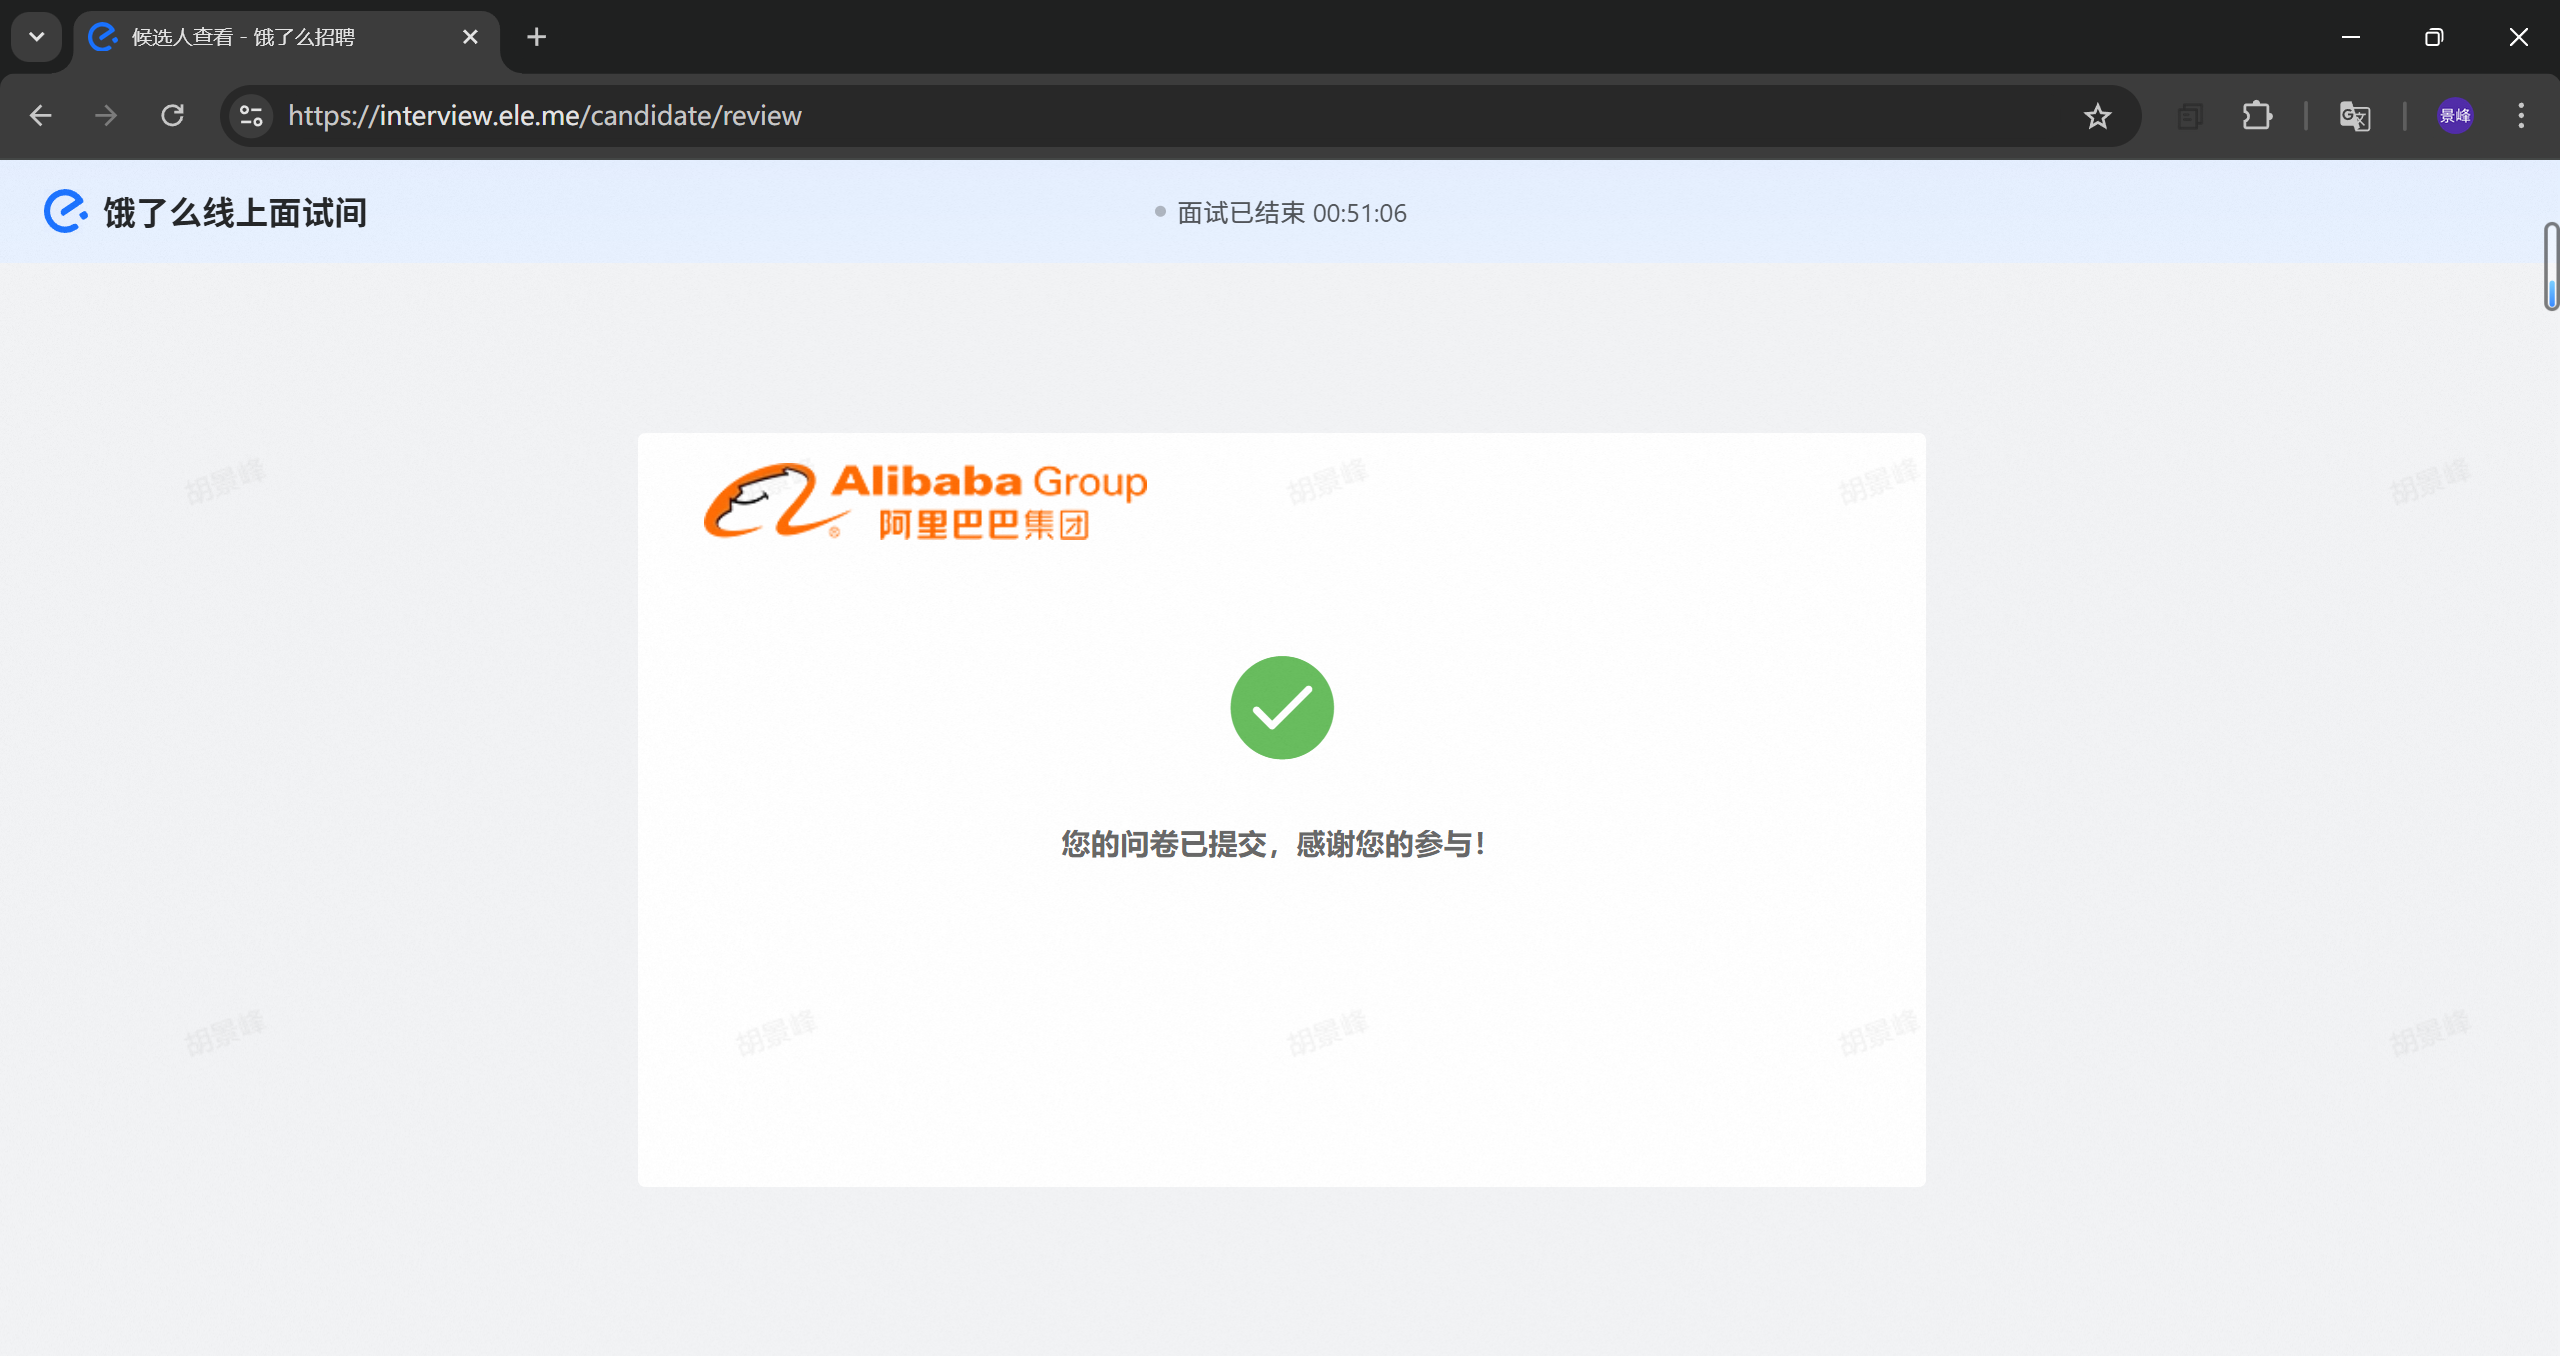 候选人查看 - 饿了么招聘
https://interview.ele.me/candidate/review
景峰
饿了么线上面试间
面试已结束 00:51:06
Alibaba Group
阿里巴巴集团
胡景峰
胡景峰
胡景峰
胡景峰
您的问卷已提交，感谢您的参与！
胡景峰
胡景峰
胡景峰
胡景峰
胡景峰